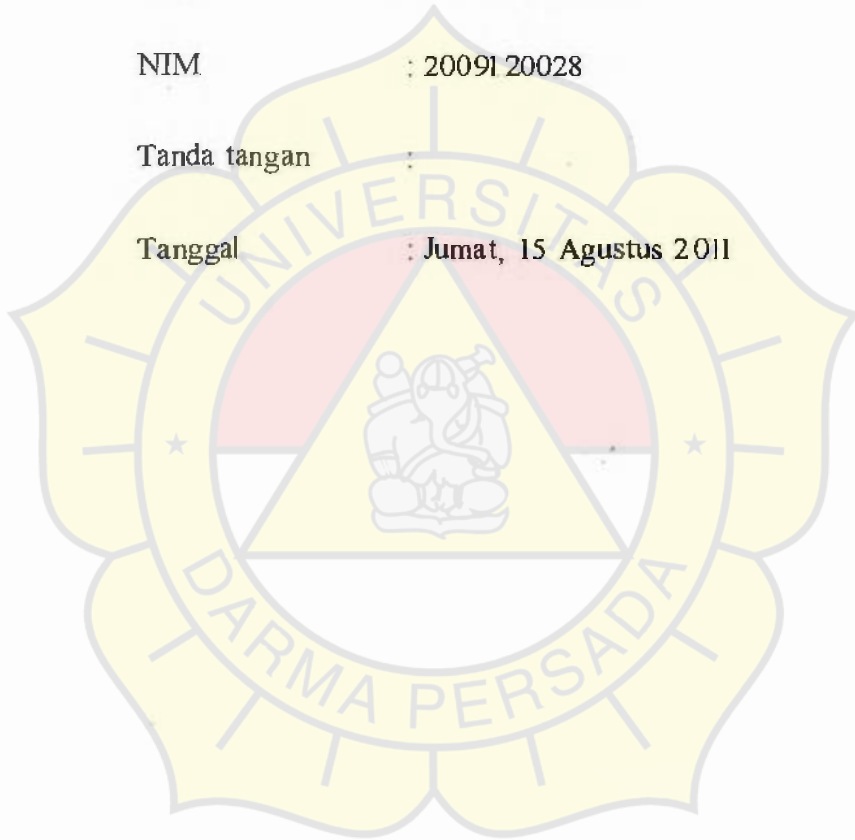 NIM : 2009120028
Tanda tangan :
Tanggal : Jumat, 15 Agustus 2011
UNIVERSITAS
DARMA PERSADA